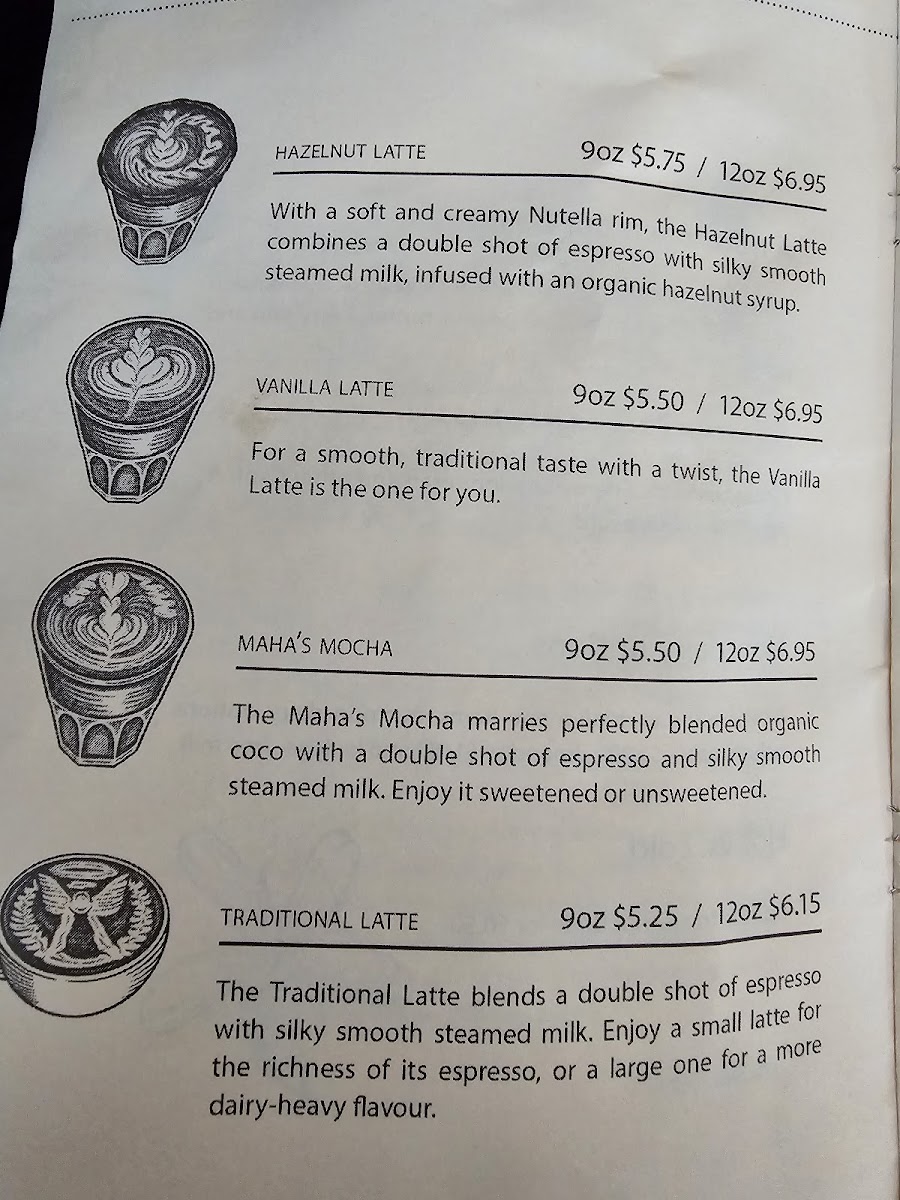 HAZELNUT LATTE 9oz $5.75 / 12oz $6.95
With a soft and creamy Nutella rim, the Hazelnut Latte
combines a double shot of espresso with silky smooth
steamed milk, infused with an organic hazelnut syrup.
VANILLA LATTE 9oz $5.50 / 12oz $6.95
For a smooth, traditional taste with a twist, the Vanilla
Latte is the one for you.
MAHA'S MOCHA 9oz $5.50 / 12oz $6.95
The Maha's Mocha marries perfectly blended organic
coco with a double shot of espresso and silky smooth
steamed milk. Enjoy it sweetened or unsweetened.
TRADITIONAL LATTE 9oz $5.25 / 12oz $6.15
The Traditional Latte blends a double shot of espresso
with silky smooth steamed milk. Enjoy a small latte for
the richness of its espresso, or a large one for a more
dairy-heavy flavour.